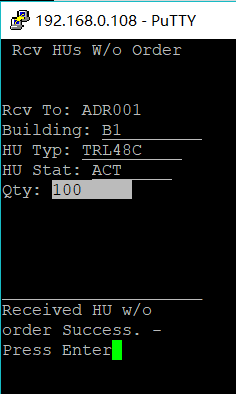 192.168.0.108 - PuTTY
Rcv HUs W/o Order
Rcv To: ADR001
Building: B1
HU Typ: TRL48C
HU Stat: ACT
Qty: 100
Received HU w/o
order Success. -
Press Enter